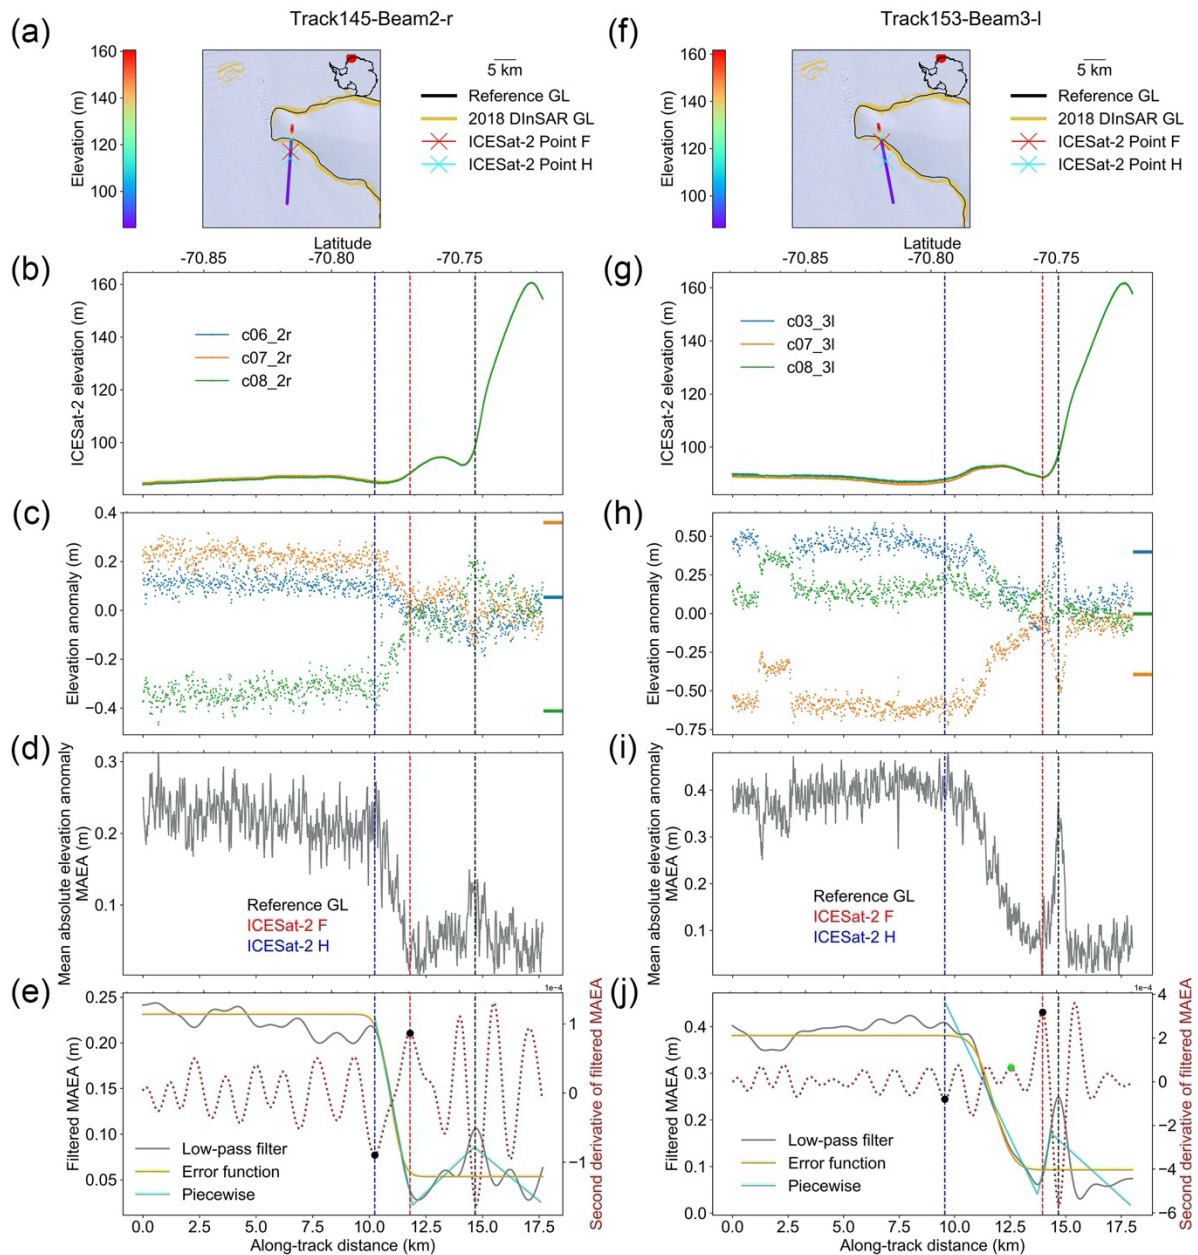 Track145-Beam2-r
(a)
160
140
120
100
Elevation (m)
5 km
Reference GL
2018 DInSAR GL
ICESat-2 Point F
ICESat-2 Point H
Latitude
-70.85
-70.80
-70.75
(b)
160
140
120
100
ICESat-2 elevation (m)
c06_2r
c07_2r
c08_2r
(c)
0.4
0.2
0.0
−0.2
−0.4
Elevation anomaly (m)
(d)
0.3
0.2
0.1
Mean absolute elevation anomaly
MAEA (m)
Reference GL
ICESat-2 F
ICESat-2 H
(e)
0.25
0.20
0.15
0.10
0.05
Filtered MAEA (m)
Low-pass filter
Error function
Piecewise
1e−4
1
0
−1
Second derivative of filtered MAEA
0.0
2.5
5.0
7.5
10.0
12.5
15.0
17.5
Along-track distance (km)
Track153-Beam3-l
(f)
160
140
120
100
Elevation (m)
5 km
Reference GL
2018 DInSAR GL
ICESat-2 Point F
ICESat-2 Point H
Latitude
-70.85
-70.80
-70.75
(g)
160
140
120
100
ICESat-2 elevation (m)
c03_3l
c07_3l
c08_3l
(h)
0.50
0.25
0.00
−0.25
−0.50
−0.75
Elevation anomaly (m)
(i)
0.4
0.3
0.2
0.1
Mean absolute elevation anomaly
MAEA (m)
Reference GL
ICESat-2 F
ICESat-2 H
(j)
0.4
0.3
0.2
0.1
0.0
Filtered MAEA (m)
Low-pass filter
Error function
Piecewise
1e−4
4
2
0
−2
−4
−6
Second derivative of filtered MAEA
0.0
2.5
5.0
7.5
10.0
12.5
15.0
17.5
Along-track distance (km)